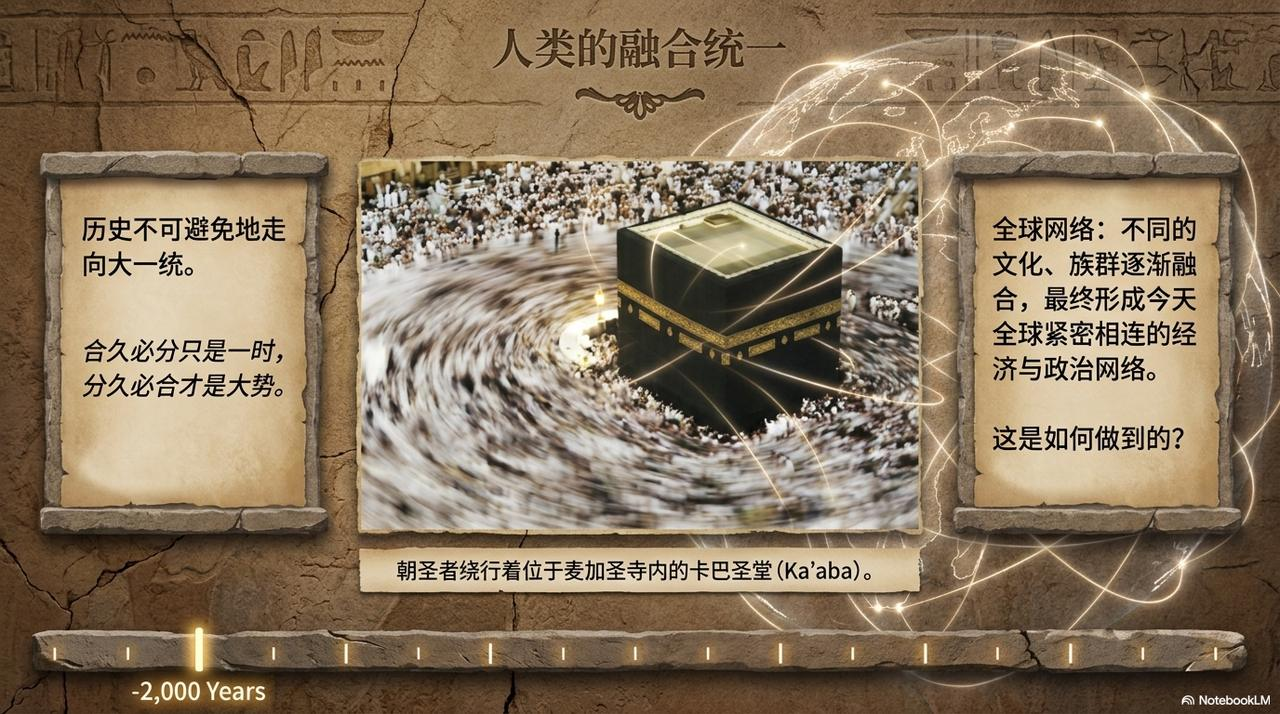 人类的融合统一
历史不可避免地走
向大一统。
合久必分只是一时，
分久必合才是大势。
全球网络：不同的
文化、族群逐渐融
合，最终形成今天
全球紧密相连的经
济与政治网络。
这是如何做到的？
朝圣者绕行着位于麦加圣寺内的卡巴圣堂（Ka’aba）。
-2,000 Years
NotebookLM